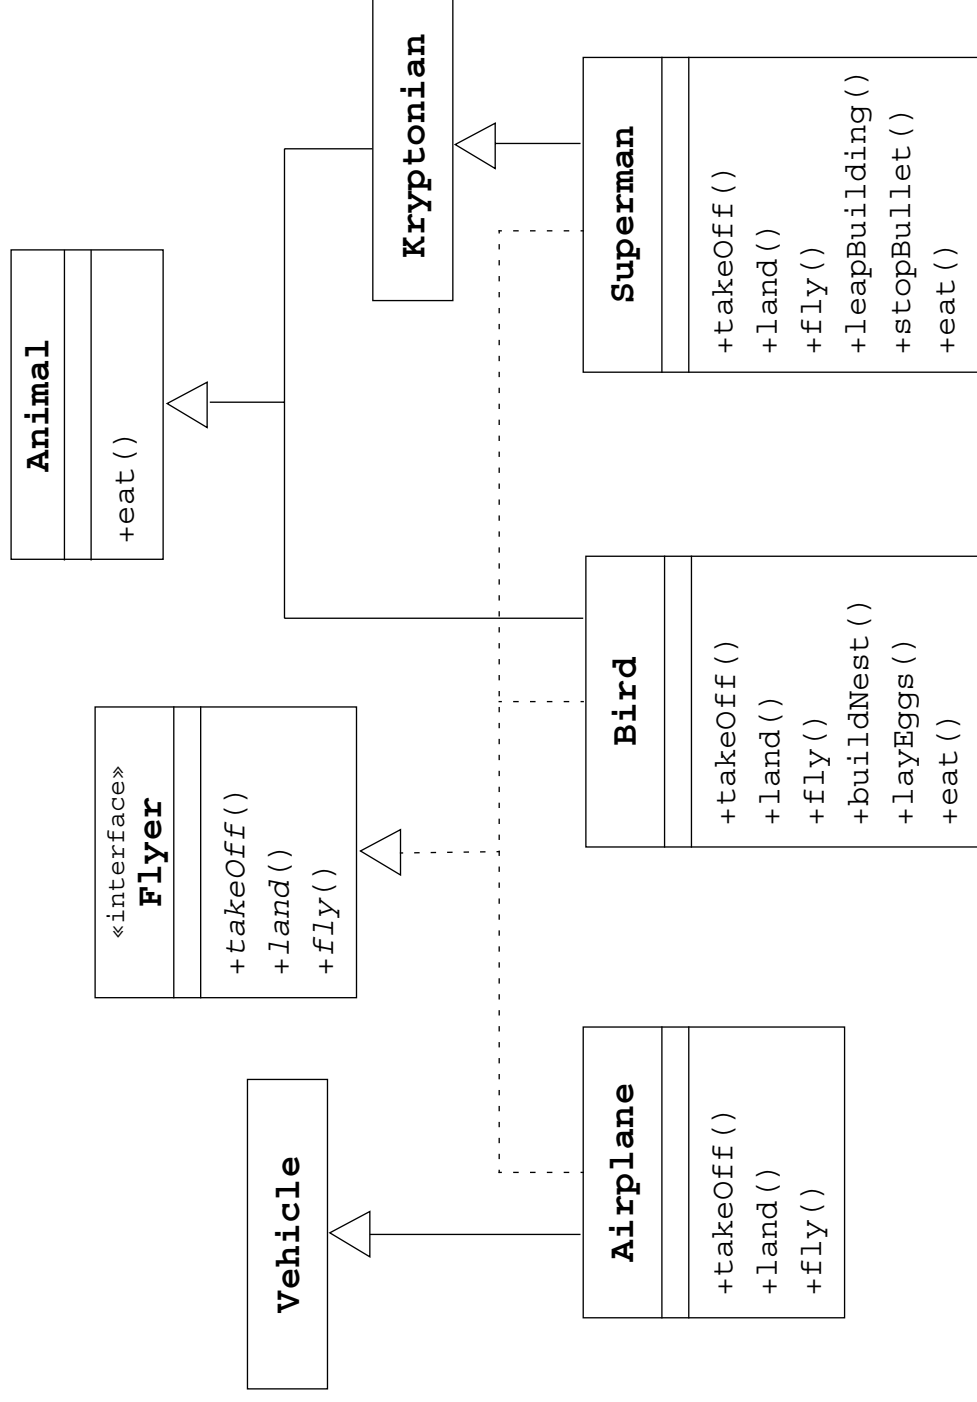 Animal
+eat()
«interface»
Flyer
+takeOff()
+land()
+fly()
Vehicle
Kryptonian
Airplane
+takeOff()
+land()
+fly()
Bird
+takeOff()
+land()
+fly()
+buildNest()
+layEggs()
+eat()
Superman
+takeOff()
+land()
+fly()
+leapBuilding()
+stopBullet()
+eat()